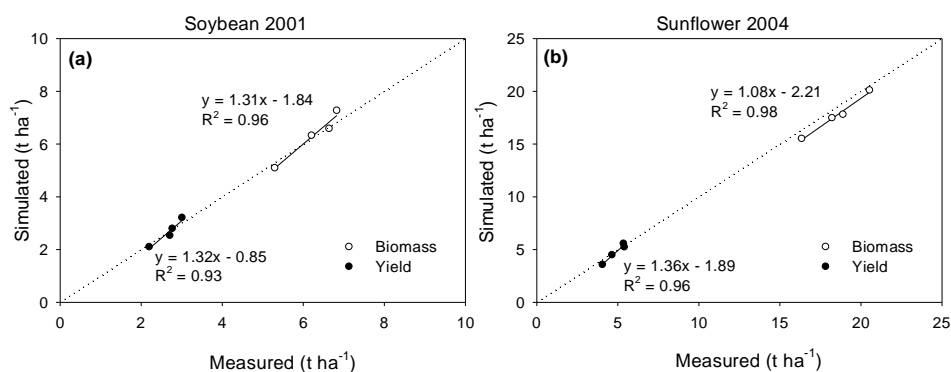 Soybean 2001
(a)
Simulated (t ha⁻¹)
10
8
6
4
2
0
y = 1.31x - 1.84
R² = 0.96
y = 1.32x - 0.85
R² = 0.93
Biomass
Yield
0 2 4 6 8 10
Measured (t ha⁻¹)
Sunflower 2004
(b)
Simulated (t ha⁻¹)
25
20
15
10
5
0
y = 1.08x - 2.21
R² = 0.98
y = 1.36x - 1.89
R² = 0.96
Biomass
Yield
0 5 10 15 20 25
Measured (t ha⁻¹)